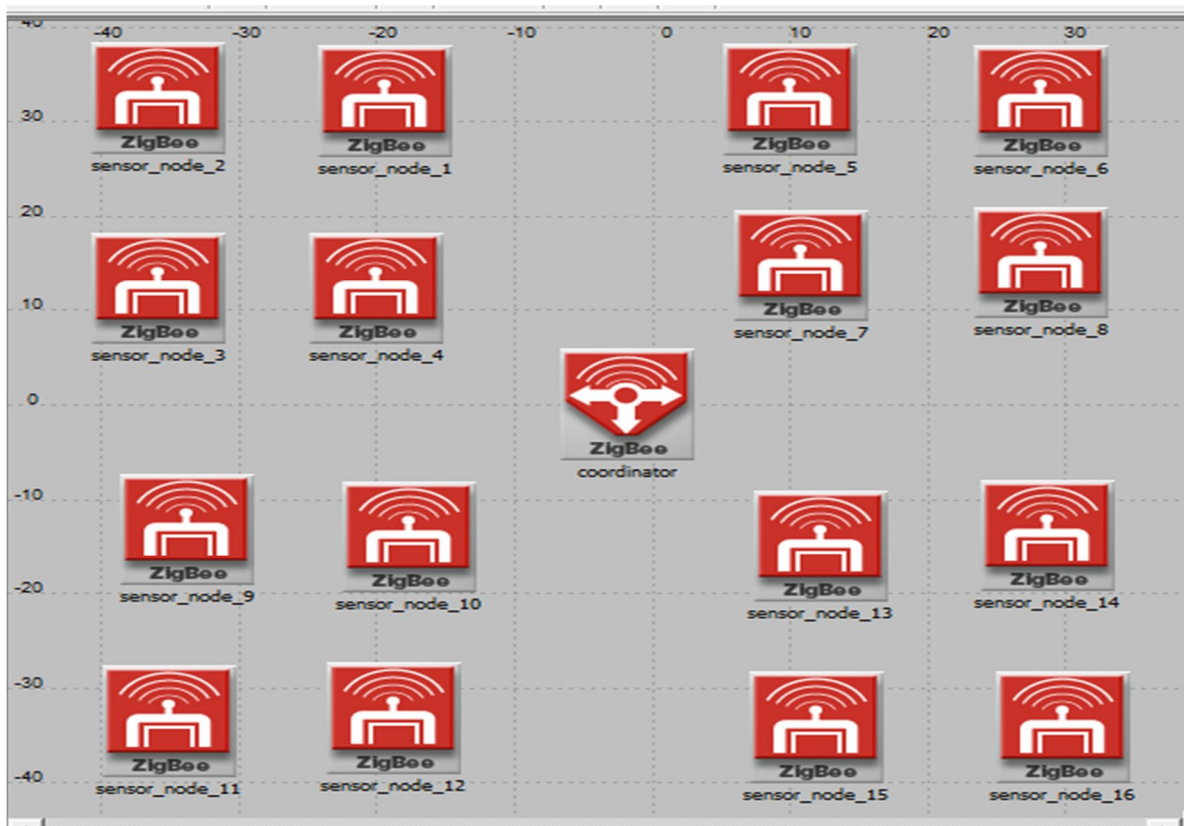 40
-40 -30 -20 -10 0 10 20 30
ZigBee ZigBee ZigBee ZigBee
30
sensor_node_2 sensor_node_1 sensor_node_5 sensor_node_6
20
10
ZigBee ZigBee ZigBee ZigBee
sensor_node_3 sensor_node_4 sensor_node_7 sensor_node_8
0
ZigBee
coordinator
-10
ZigBee ZigBee ZigBee ZigBee
-20
sensor_node_9 sensor_node_10 sensor_node_13 sensor_node_14
-30
ZigBee ZigBee ZigBee ZigBee
-40
sensor_node_11 sensor_node_12 sensor_node_15 sensor_node_16